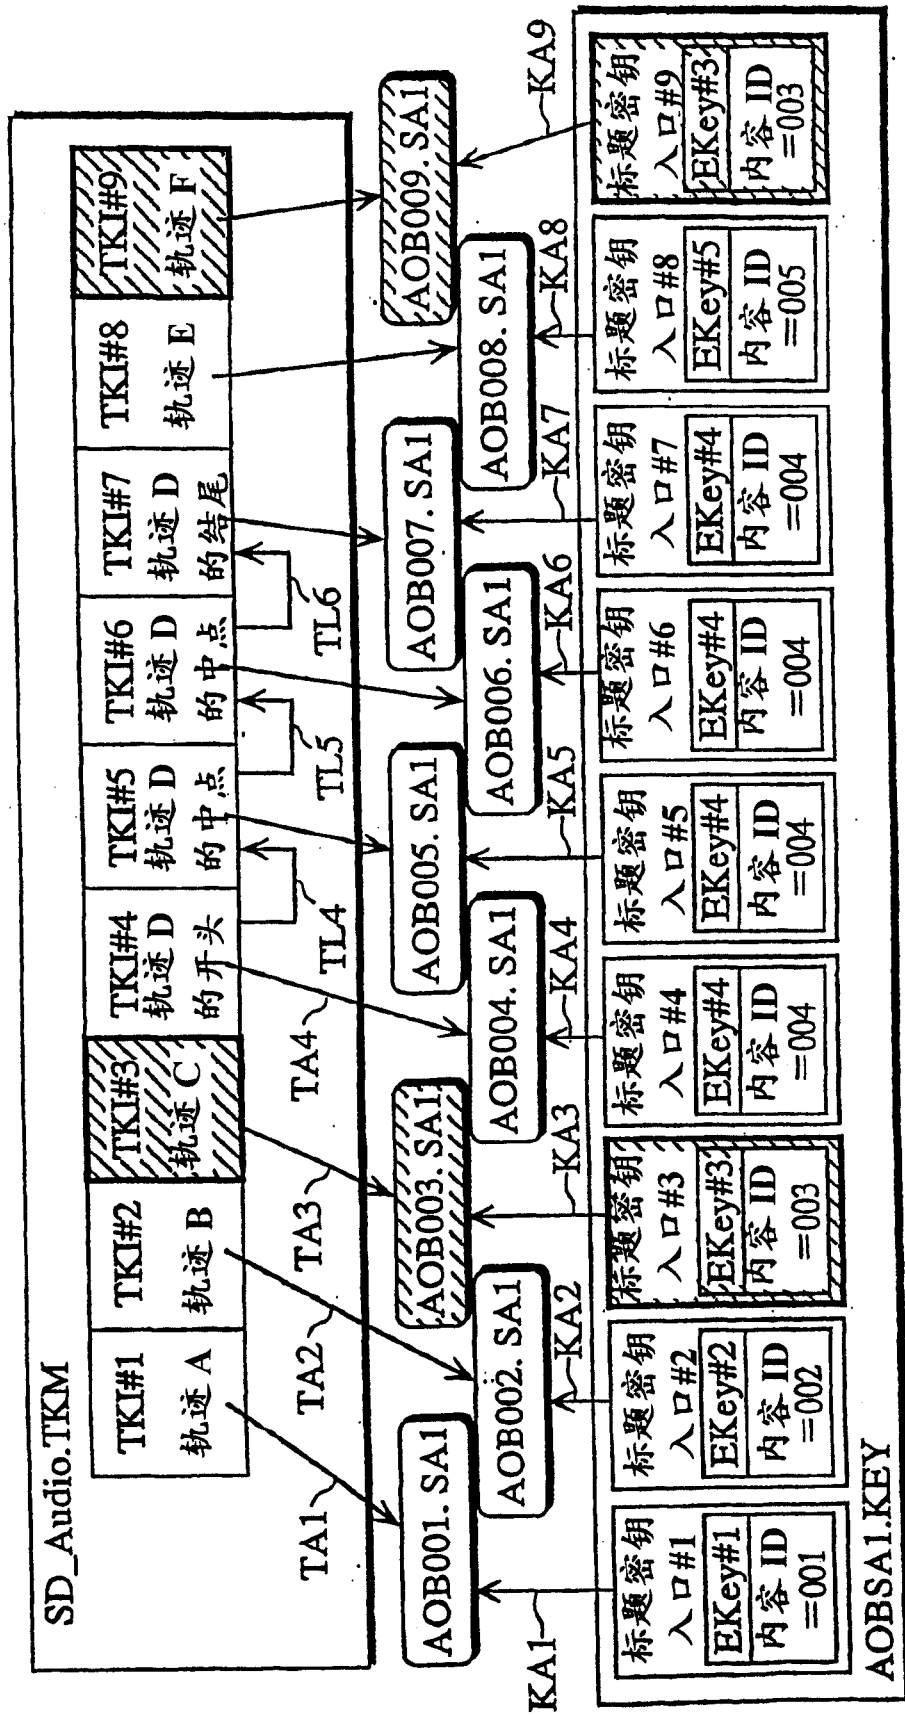 SD_Audio.TKM
TKI#1
轨迹 A
TKI#2
轨迹 B
TKI#3
轨迹 C
TKI#4
轨迹 D
的开头
TKI#5
轨迹 D
的中点
TKI#6
轨迹 D
的中点
TKI#7
轨迹 D
的结尾
TKI#8
轨迹 E
TKI#9
轨迹 F
TA1
TA2
TA3
TA4
TL4
TL5
TL6
AOB001. SA1
AOB002. SA1
AOB003. SA1
AOB004. SA1
AOB005. SA1
AOB006. SA1
AOB007. SA1
AOB008. SA1
AOB009. SA1
KA1
KA2
KA3
KA4
KA5
KA6
KA7
KA8
KA9
标题密钥
入口#1
EKey#1
内容 ID
=001
标题密钥
入口#2
EKey#2
内容 ID
=002
标题密钥
入口#3
EKey#3
内容 ID
=003
标题密钥
入口#4
EKey#4
内容 ID
=004
标题密钥
入口#5
EKey#4
内容 ID
=004
标题密钥
入口#6
EKey#4
内容 ID
=004
标题密钥
入口#7
EKey#4
内容 ID
=004
标题密钥
入口#8
EKey#5
内容 ID
=005
标题密钥
入口#9
EKey#3
内容 ID
=003
AOBSA1.KEY